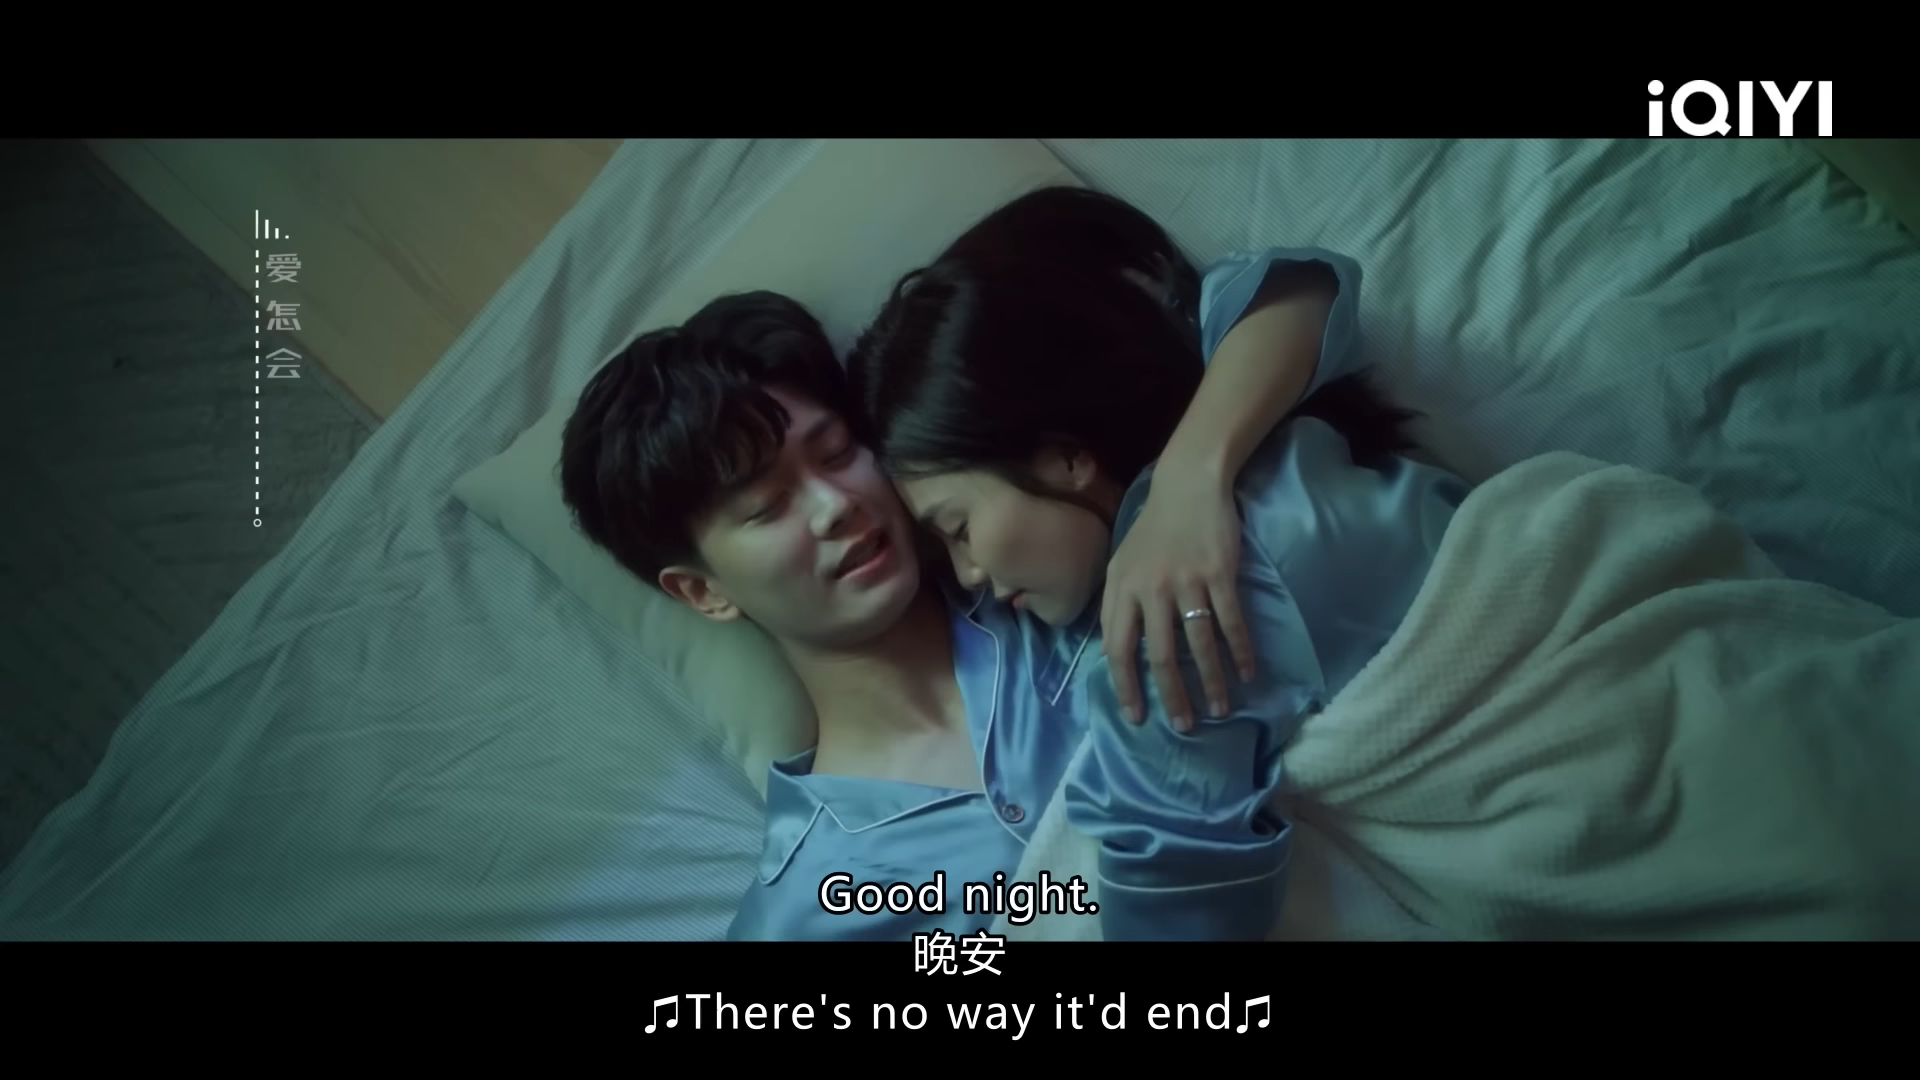 iQIYI
爱怎会
Good night.
晚安
♫There's no way it'd end♫